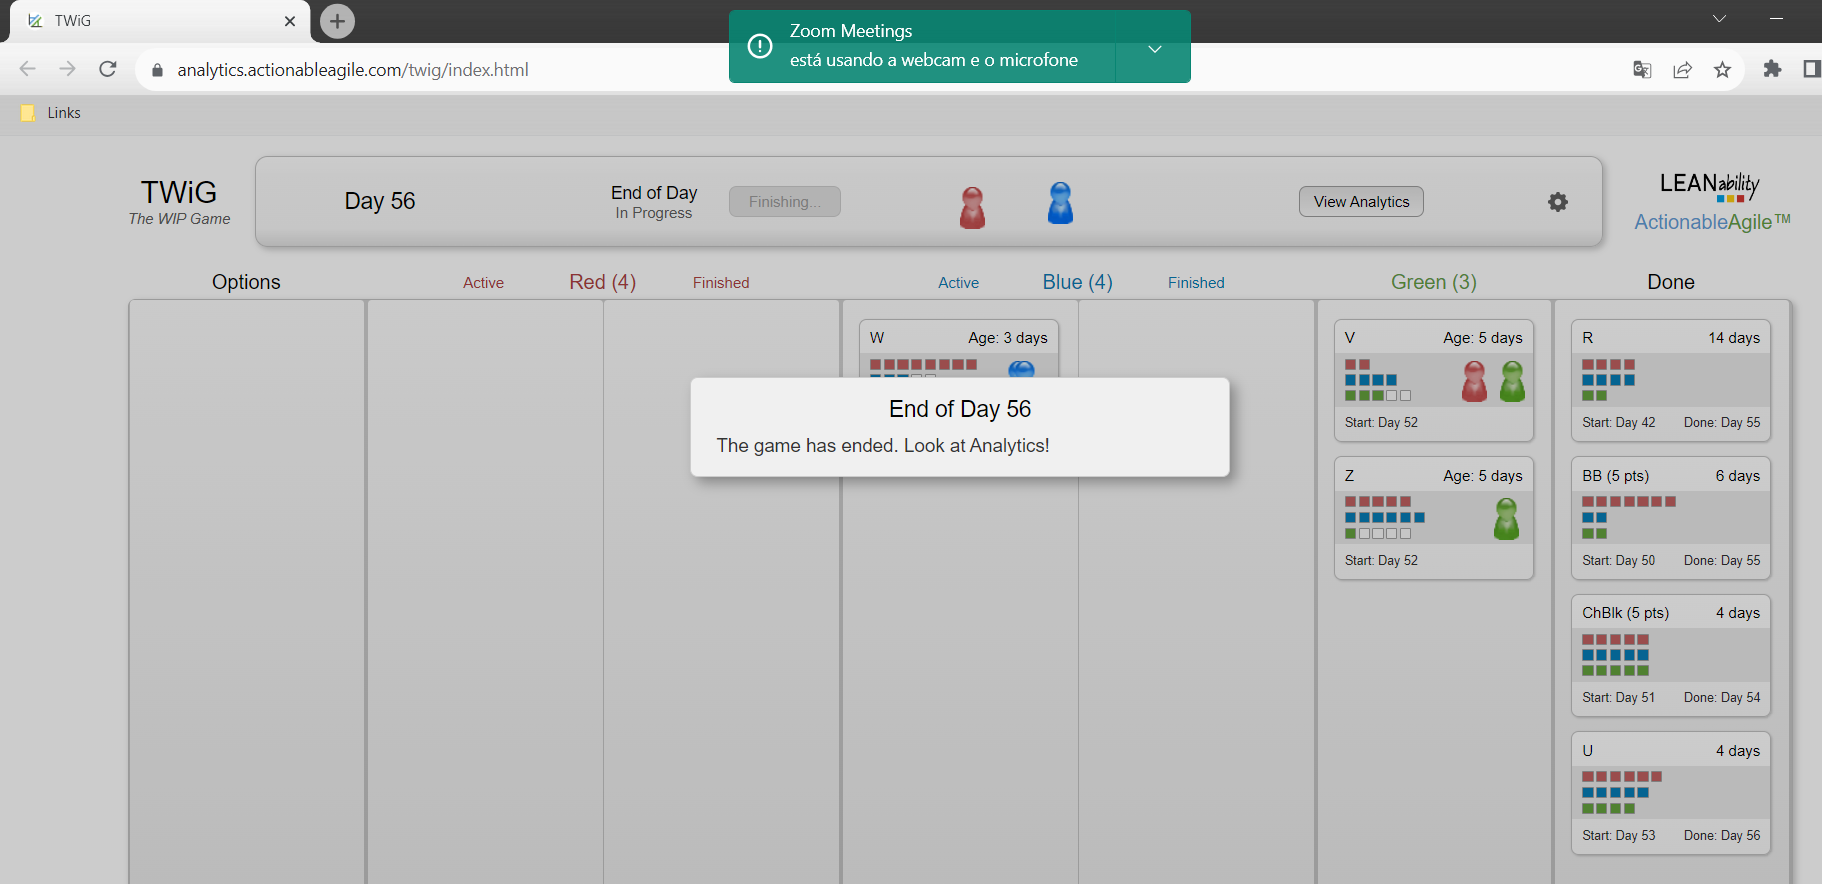 TWiG
Zoom Meetings
está usando a webcam e o microfone
analytics.actionableagile.com/twig/index.html
Links
TWiG
The WIP Game
Day 56
End of Day
In Progress
Finishing...
View Analytics
LEANability
ActionableAgile™
Options
Active
Red (4)
Finished
Active
Blue (4)
Finished
Green (3)
Done
W
Age: 3 days
V
Age: 5 days
Start: Day 52
Z
Age: 5 days
Start: Day 52
R
14 days
Start: Day 42
Done: Day 55
BB (5 pts)
6 days
Start: Day 50
Done: Day 55
ChBlk (5 pts)
4 days
Start: Day 51
Done: Day 54
U
4 days
Start: Day 53
Done: Day 56
End of Day 56
The game has ended. Look at Analytics!